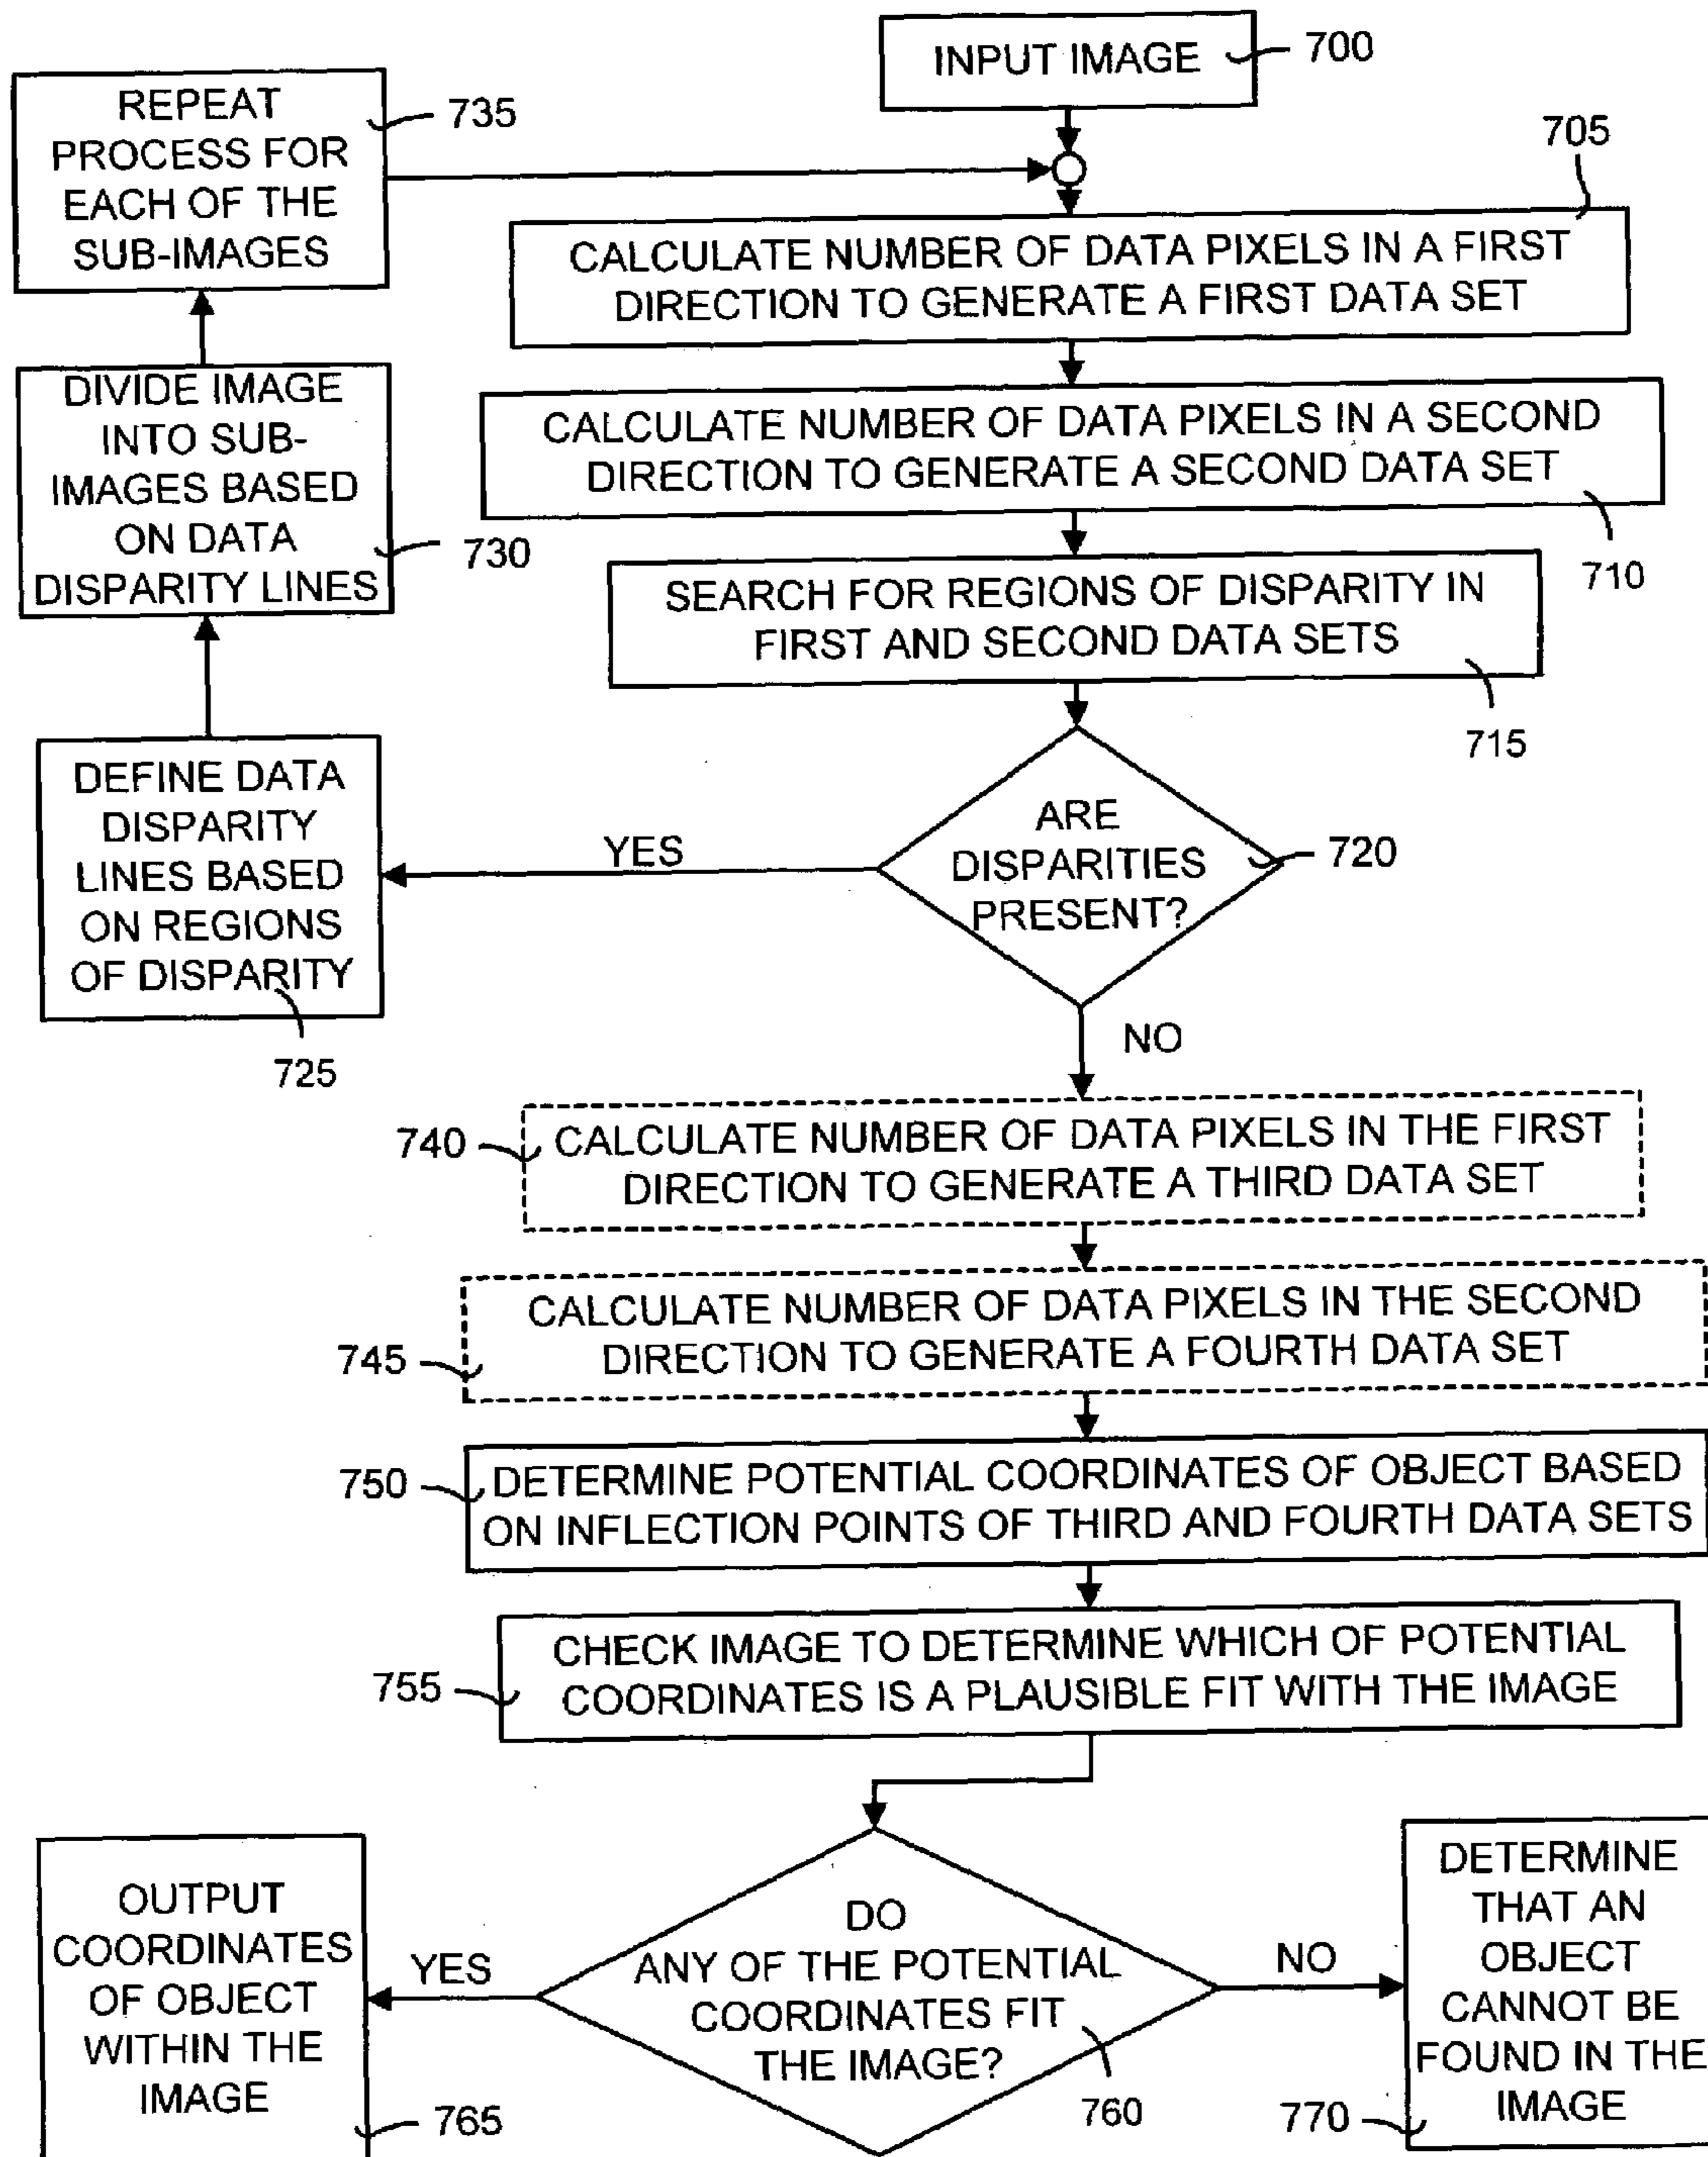 INPUT IMAGE
700
REPEAT
PROCESS FOR
EACH OF THE
SUB-IMAGES
735
705
CALCULATE NUMBER OF DATA PIXELS IN A FIRST
DIRECTION TO GENERATE A FIRST DATA SET
DIVIDE IMAGE
INTO SUB-
IMAGES BASED
ON DATA
DISPARITY LINES
730
CALCULATE NUMBER OF DATA PIXELS IN A SECOND
DIRECTION TO GENERATE A SECOND DATA SET
710
SEARCH FOR REGIONS OF DISPARITY IN
FIRST AND SECOND DATA SETS
715
DEFINE DATA
DISPARITY
LINES BASED
ON REGIONS
OF DISPARITY
725
YES
ARE
DISPARITIES
PRESENT?
720
NO
740
CALCULATE NUMBER OF DATA PIXELS IN THE FIRST
DIRECTION TO GENERATE A THIRD DATA SET
745
CALCULATE NUMBER OF DATA PIXELS IN THE SECOND
DIRECTION TO GENERATE A FOURTH DATA SET
750
DETERMINE POTENTIAL COORDINATES OF OBJECT BASED
ON INFLECTION POINTS OF THIRD AND FOURTH DATA SETS
755
CHECK IMAGE TO DETERMINE WHICH OF POTENTIAL
COORDINATES IS A PLAUSIBLE FIT WITH THE IMAGE
OUTPUT
COORDINATES
OF OBJECT
WITHIN THE
IMAGE
765
YES
DO
ANY OF THE POTENTIAL
COORDINATES FIT
THE IMAGE?
760
NO
DETERMINE
THAT AN
OBJECT
CANNOT BE
FOUND IN THE
IMAGE
770